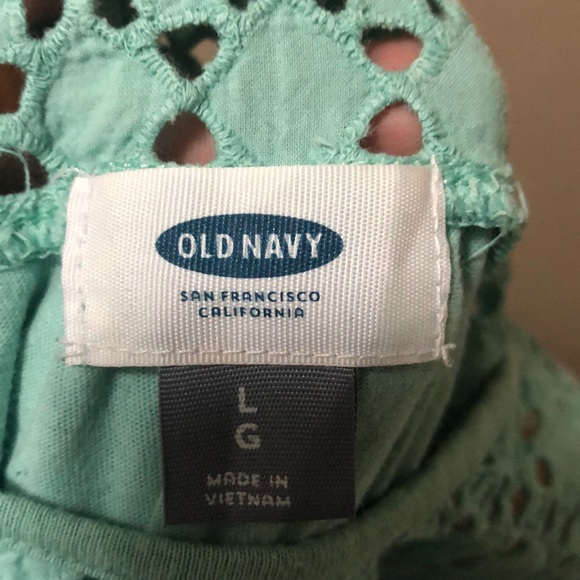 OLD NAVY
SAN FRANCISCO
CALIFORNIA
L
G
MADE IN
VIETNAM